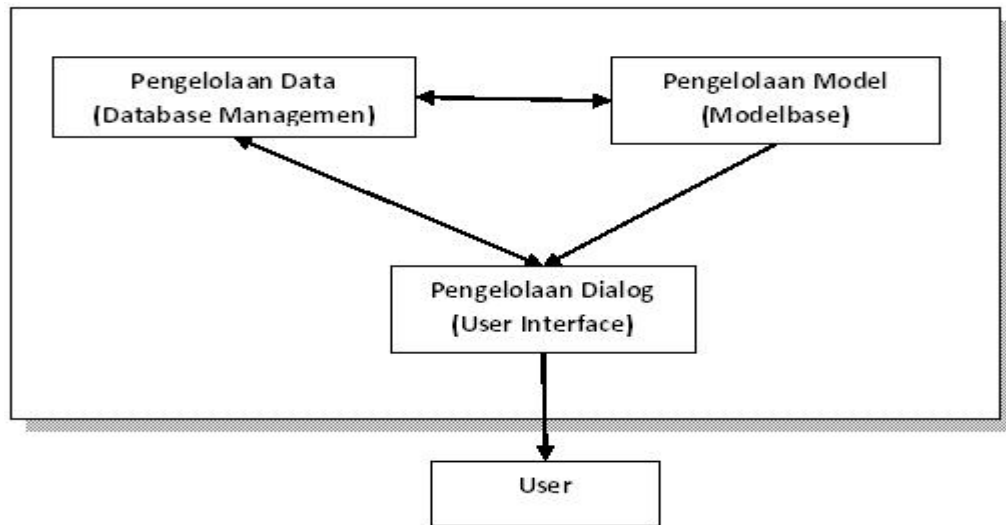 Pengelolaan Data
(Database Managemen)
Pengelolaan Model
(Modelbase)
Pengelolaan Dialog
(User Interface)
User